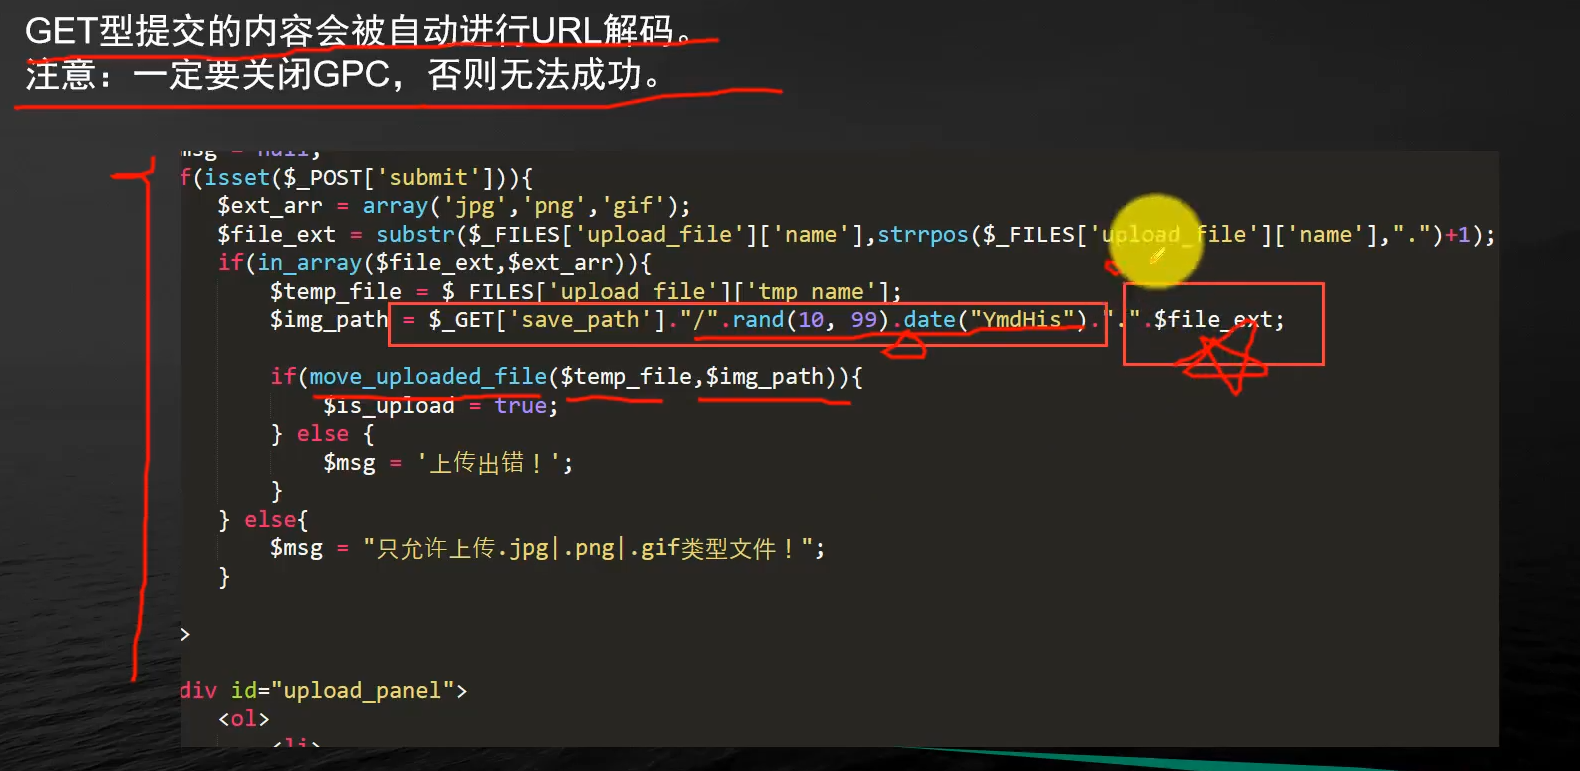 GET型提交的内容会被自动进行URL解码。
注意：一定要关闭GPC，否则无法成功。
msg = null;
f(isset($_POST['submit'])){
$ext_arr = array('jpg','png','gif');
$file_ext = substr($_FILES['upload_file']['name'],strrpos($_FILES['upload_file']['name'],".")+1);
if(in_array($file_ext,$ext_arr)){
$temp_file = $_FILES['upload_file']['tmp_name'];
$img_path = $_GET['save_path']."/".rand(10, 99).date("YmdHis").".".$file_ext;
if(move_uploaded_file($temp_file,$img_path)){
$is_upload = true;
} else {
$msg = '上传出错！';
}
} else{
$msg = "只允许上传.jpg|.png|.gif类型文件！";
}
>
div id="upload_panel">
<ol>
<li>